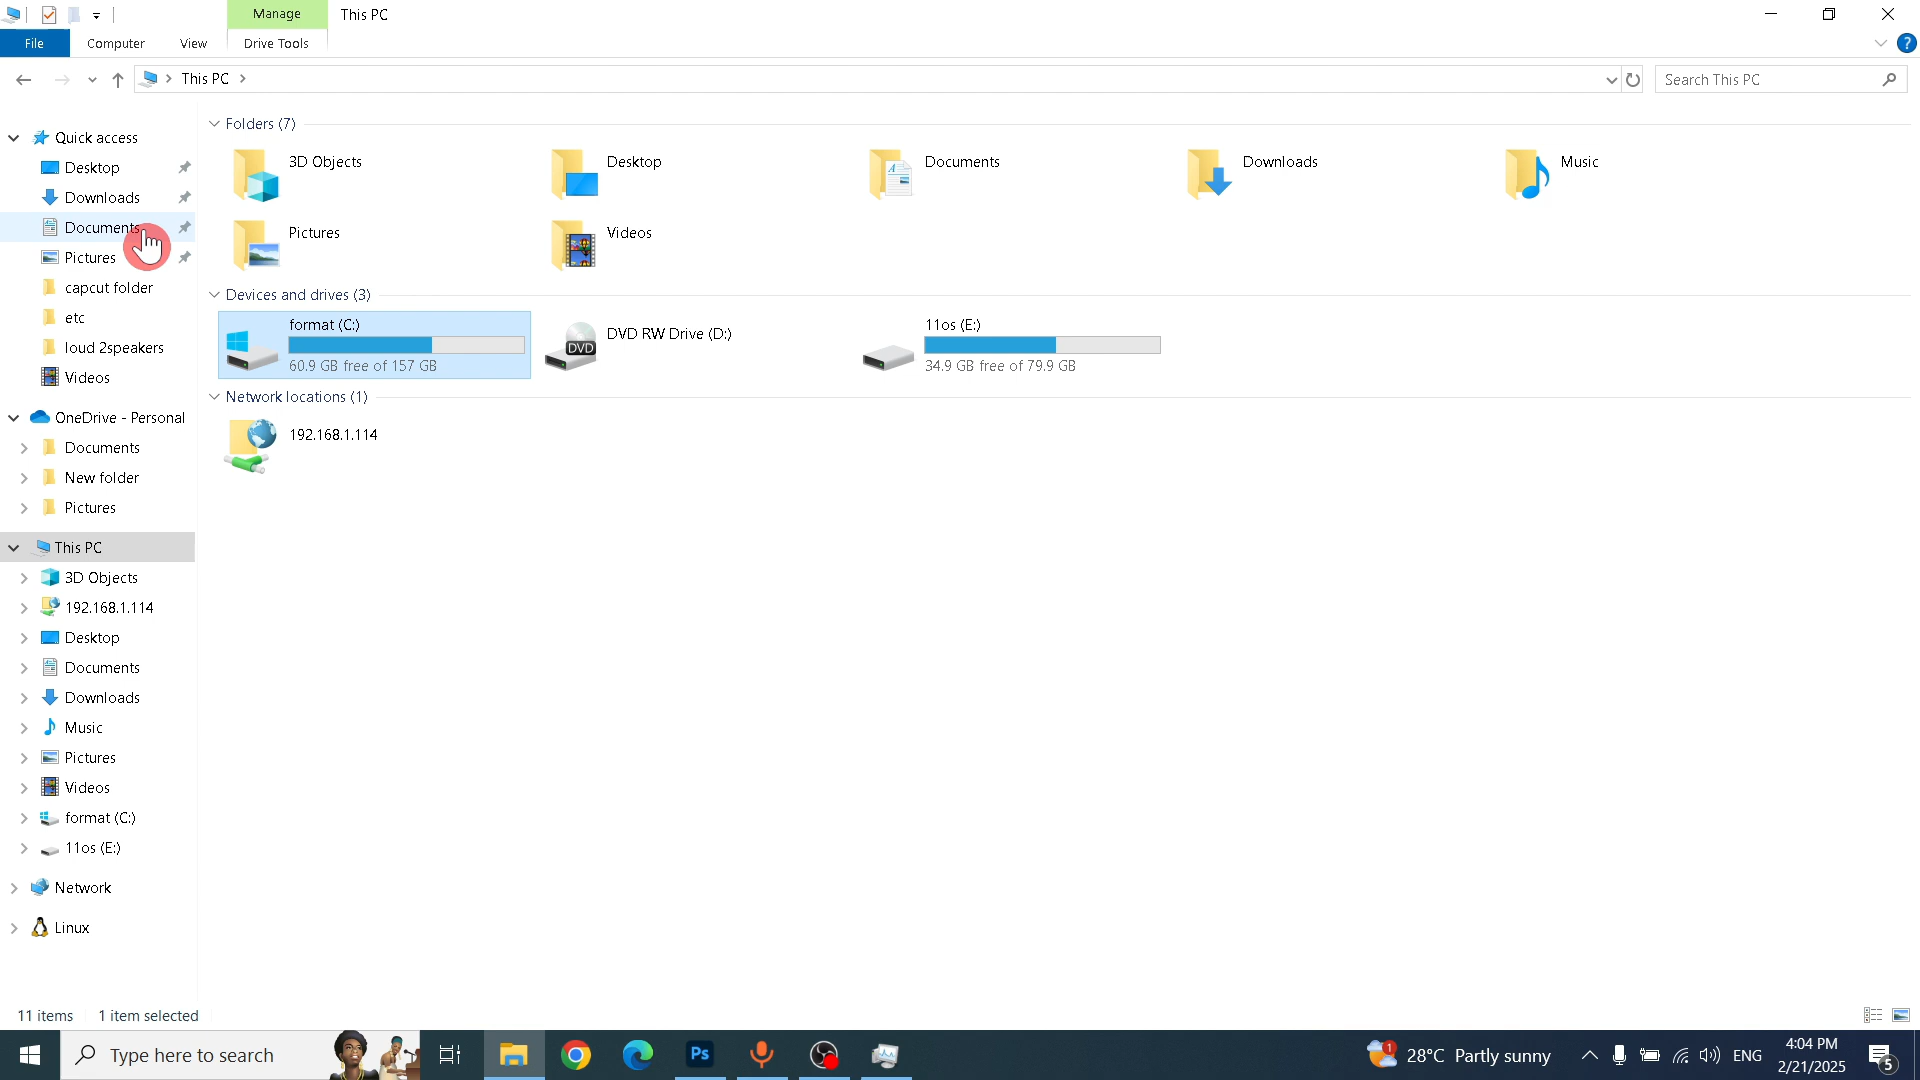 Manage
This PC
File
Computer
View
Drive Tools
?
This PC
Search This PC
Quick access
Desktop
Downloads
Documents
Pictures
capcut folder
etc
loud 2speakers
Videos
OneDrive - Personal
Documents
New folder
Pictures
This PC
3D Objects
192.168.1.114
Desktop
Documents
Downloads
Music
Pictures
Videos
format (C:)
11os (E:)
Network
Linux
Folders (7)
3D Objects
Desktop
Documents
Downloads
Music
Pictures
Videos
Devices and drives (3)
format (C:)
60.9 GB free of 157 GB
DVD
DVD RW Drive (D:)
11os (E:)
34.9 GB free of 79.9 GB
Network locations (1)
192.168.1.114
11 items
1 item selected
Type here to search
Ps
1
28°C Partly sunny
ENG
4:04 PM
2/21/2025
5